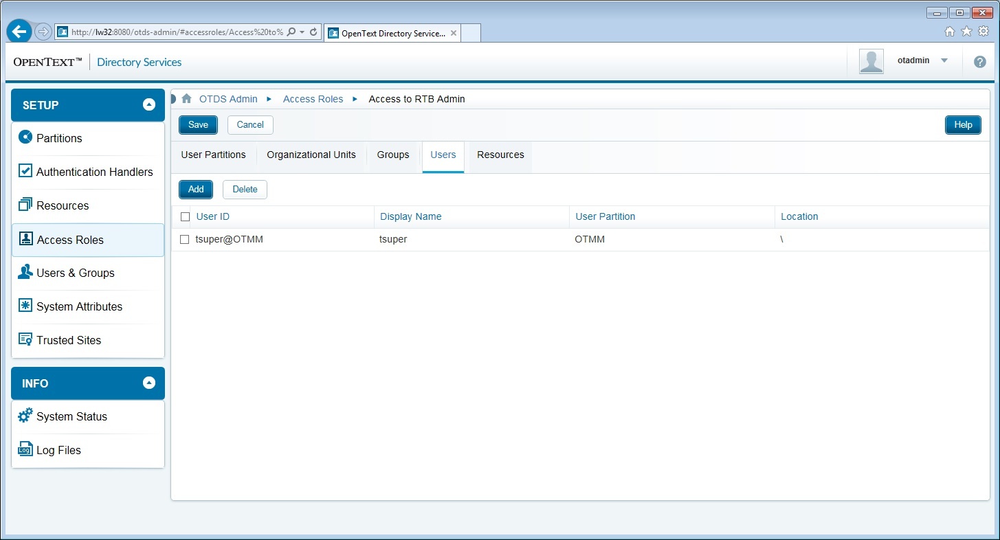 http://lw32:8080/otds-admin/#accessroles/Access%20to%
OpenText Directory Service...
OPENTEXT™ Directory Services
otadmin
SETUP
Partitions
Authentication Handlers
Resources
Access Roles
Users & Groups
System Attributes
Trusted Sites
INFO
System Status
Log Files
OTDS Admin Access Roles Access to RTB Admin
Save Cancel Help
User Partitions Organizational Units Groups Users Resources
Add Delete
User ID Display Name User Partition Location
tsuper@OTMM tsuper OTMM \